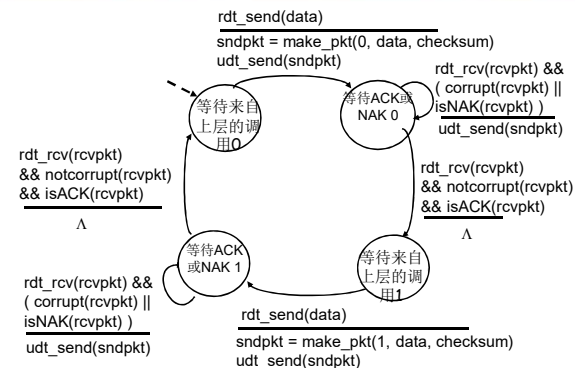 rdt_send(data)
sndpkt = make_pkt(0, data, checksum)
udt_send(sndpkt)
等待来自
上层的调
用0
等待ACK或
NAK 0
rdt_rcv(rcvpkt) &&
( corrupt(rcvpkt) ||
isNAK(rcvpkt) )
udt_send(sndpkt)
rdt_rcv(rcvpkt)
&& notcorrupt(rcvpkt)
&& isACK(rcvpkt)
Λ
rdt_rcv(rcvpkt)
&& notcorrupt(rcvpkt)
&& isACK(rcvpkt)
Λ
等待ACK
或NAK 1
等待来自
上层的调
用1
rdt_rcv(rcvpkt) &&
( corrupt(rcvpkt) ||
isNAK(rcvpkt) )
udt_send(sndpkt)
rdt_send(data)
sndpkt = make_pkt(1, data, checksum)
udt_send(sndpkt)